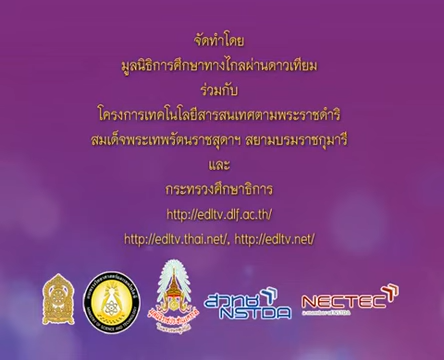 จัดทำโดย
มูลนิธิการศึกษาทางไกลผ่านดาวเทียม
ร่วมกับ
โครงการเทคโนโลยีสารสนเทศตามพระราชดำริ
สมเด็จพระเทพรัตนราชสุดาฯ สยามบรมราชกุมารี
และ
กระทรวงศึกษาธิการ
http://edltv.dlf.ac.th/
http://edltv.thai.net/, http://edltv.net/
สวทช NECTEC
NSTDA a member of NSTDA